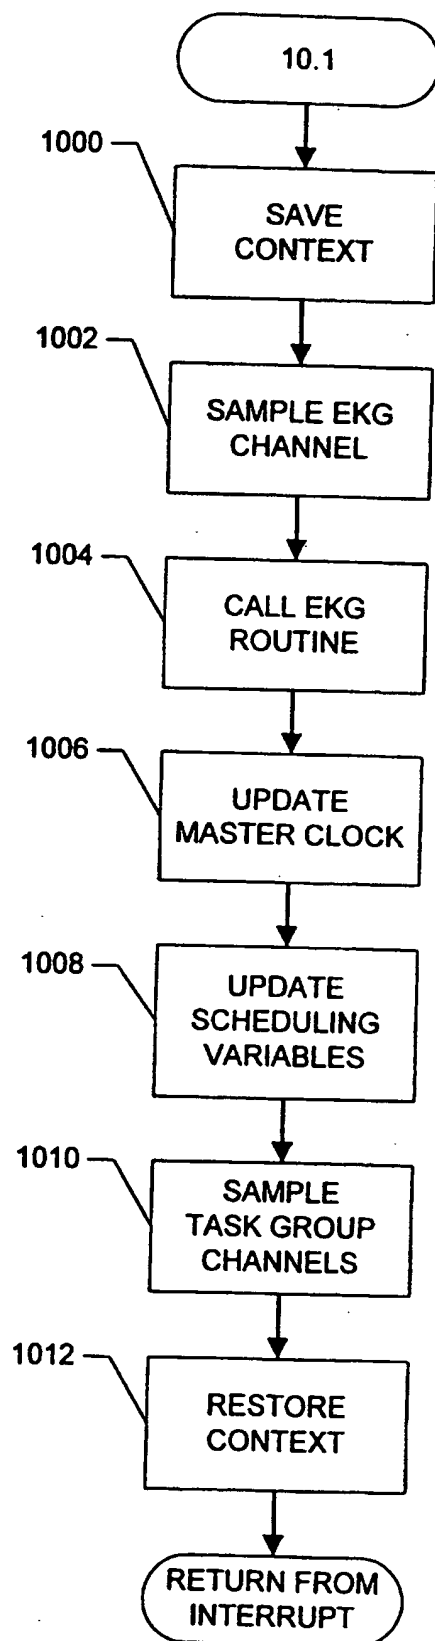 10.1
1000
SAVE
CONTEXT
1002
SAMPLE EKG
CHANNEL
1004
CALL EKG
ROUTINE
1006
UPDATE
MASTER CLOCK
1008
UPDATE
SCHEDULING
VARIABLES
1010
SAMPLE
TASK GROUP
CHANNELS
1012
RESTORE
CONTEXT
RETURN FROM
INTERRUPT